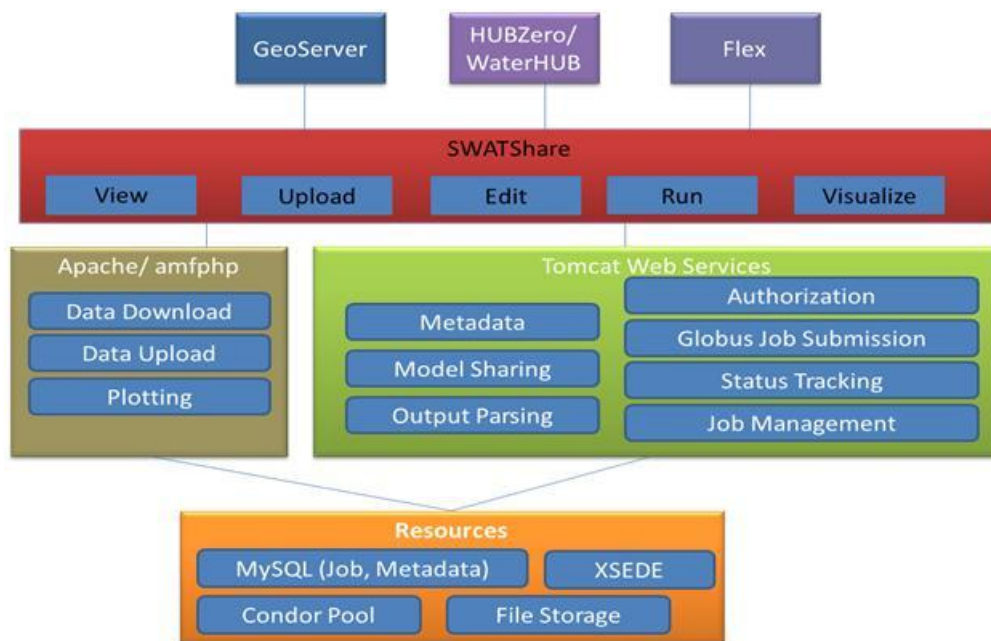 GeoServer
HUBZero/
WaterHUB
Flex
SWATShare
View
Upload
Edit
Run
Visualize
Apache/ amfphp
Data Download
Data Upload
Plotting
Tomcat Web Services
Metadata
Model Sharing
Output Parsing
Authorization
Globus Job Submission
Status Tracking
Job Management
Resources
MySQL (Job, Metadata)
XSEDE
Condor Pool
File Storage